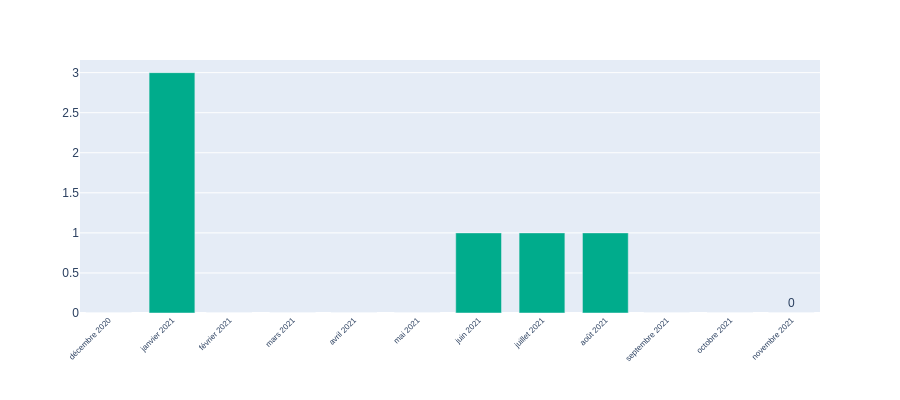 3
2.5
2
1.5
1
0.5
0
0
décembre 2020
janvier 2021
février 2021
mars 2021
avril 2021
mai 2021
juin 2021
juillet 2021
août 2021
septembre 2021
octobre 2021
novembre 2021